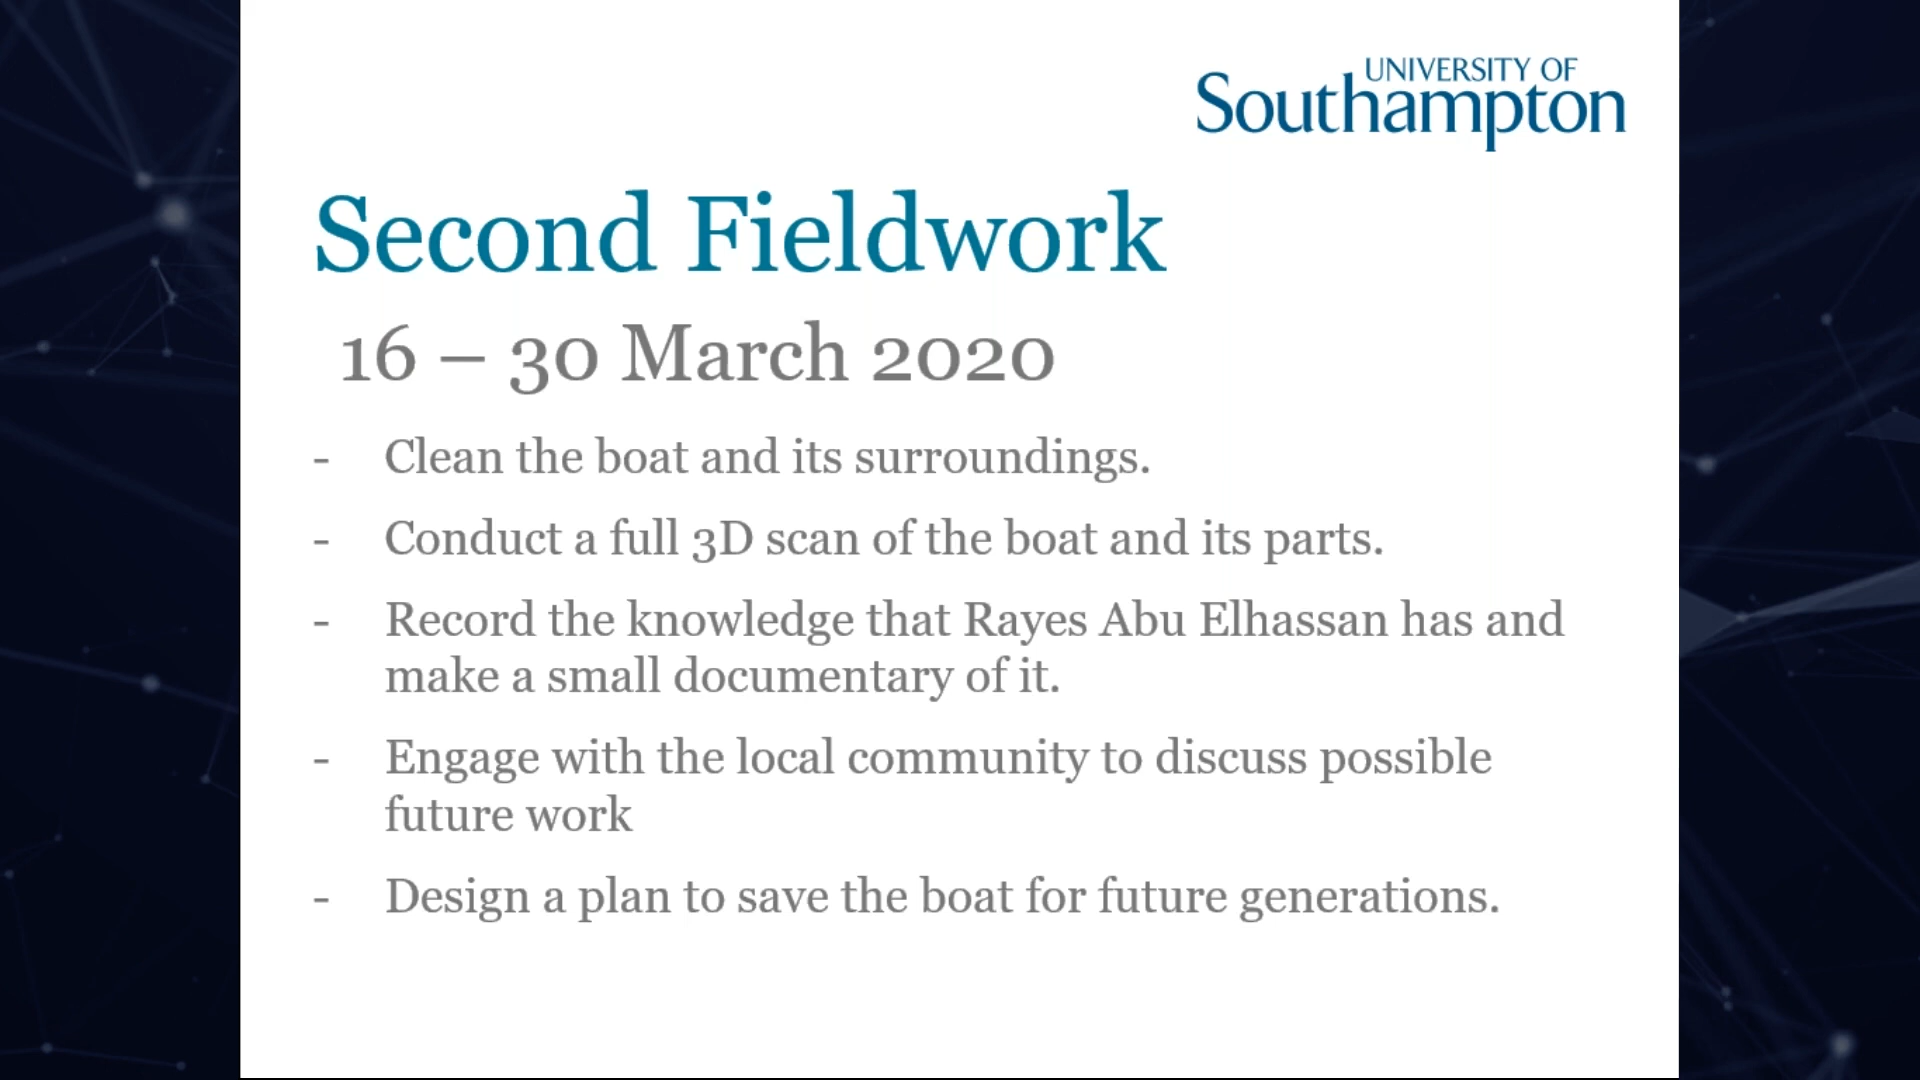 UNIVERSITY OF
Southampton
Second Fieldwork
16 – 30 March 2020
- Clean the boat and its surroundings.
- Conduct a full 3D scan of the boat and its parts.
- Record the knowledge that Rayes Abu Elhassan has and
make a small documentary of it.
- Engage with the local community to discuss possible
future work
- Design a plan to save the boat for future generations.